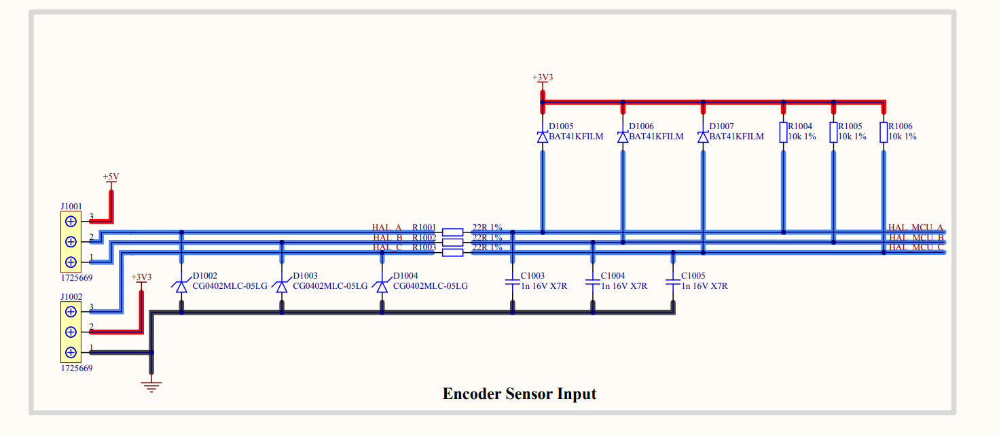 +3V3
D1005
BAT41KFILM
D1006
BAT41KFILM
D1007
BAT41KFILM
R1004
10k 1%
R1005
10k 1%
R1006
10k 1%
+5V
J1001
3
2
1
1725669
HAL_A R1001 22R 1% HAL_MCU_A
HAL_B R1002 22R 1% HAL_MCU_B
HAL_C R1003 22R 1% HAL_MCU_C
+3V3
D1002
CG0402MLC-05LG
D1003
CG0402MLC-05LG
D1004
CG0402MLC-05LG
C1003
1n 16V X7R
C1004
1n 16V X7R
C1005
1n 16V X7R
J1002
3
2
1
1725669
Encoder Sensor Input